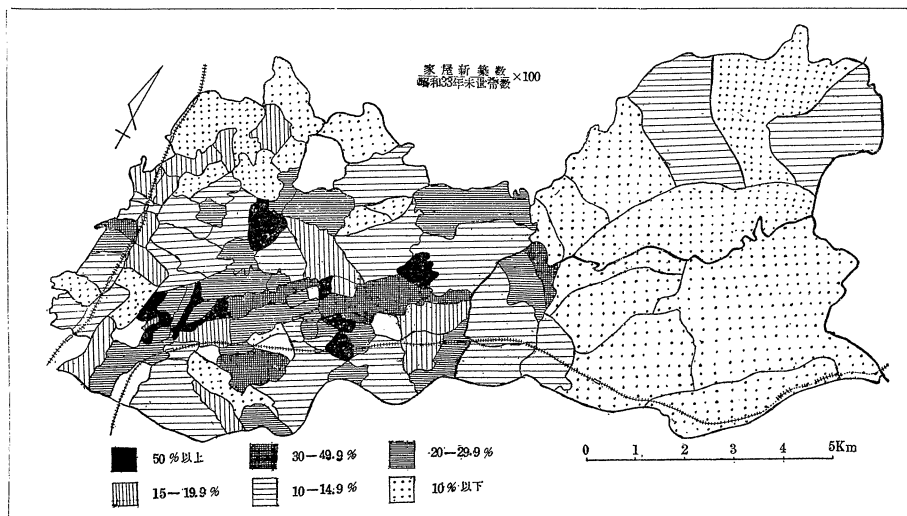 家屋新築数
昭和33年末世帯数 ×100
50%以上
30—49.9%
20—29.9%
15—19.9%
10—14.9%
10%以下
0 1 2 3 4 5Km